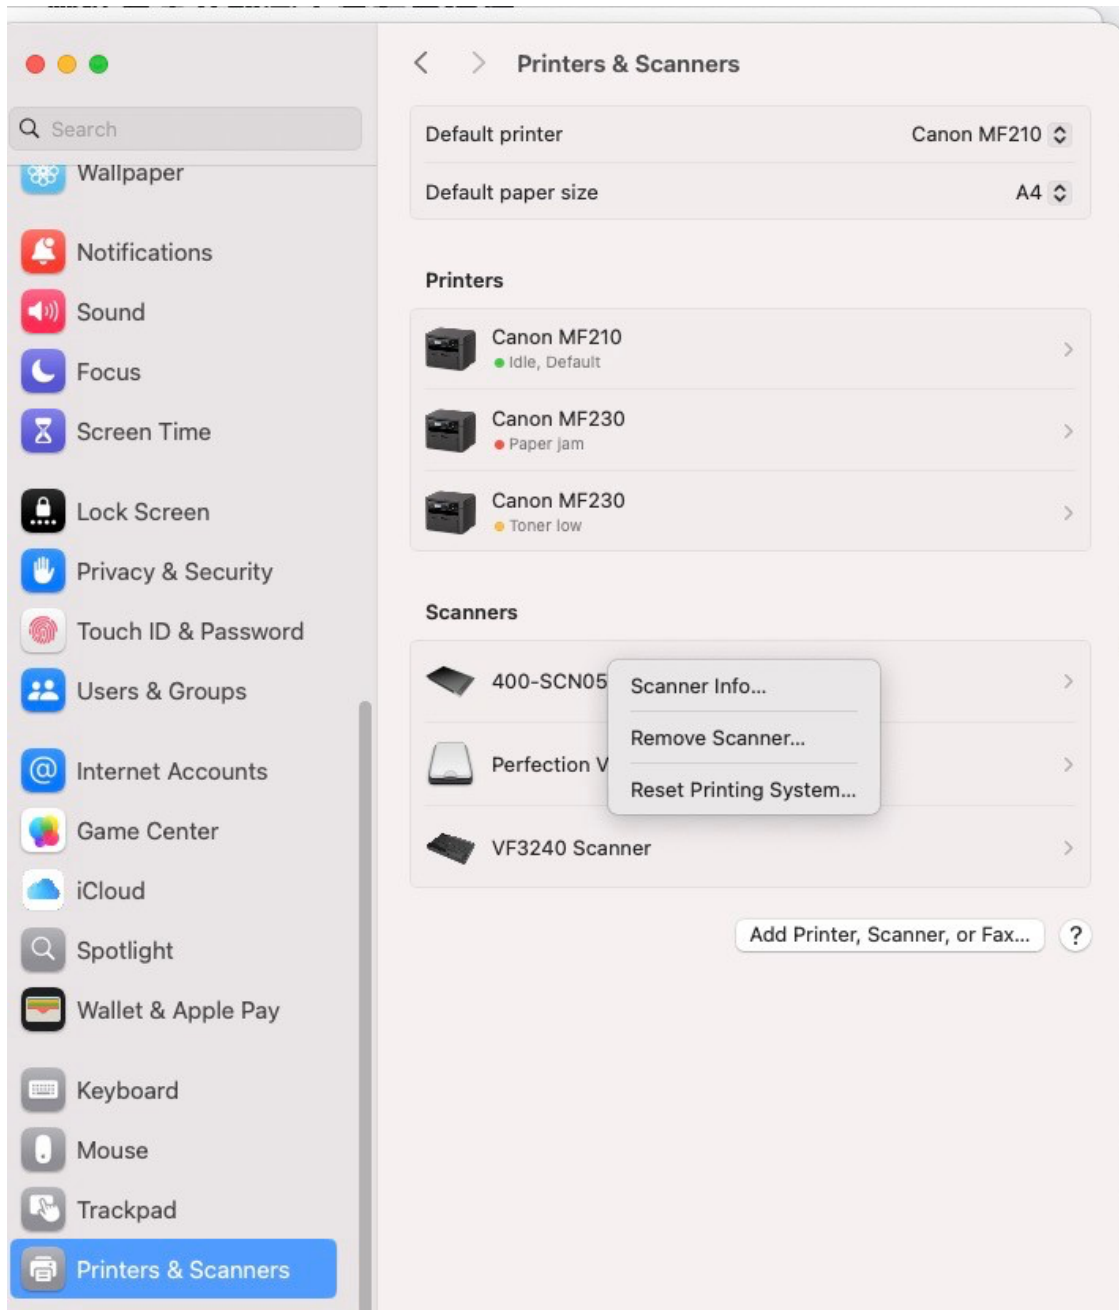 Search
Wallpaper
Notifications
Sound
Focus
Screen Time
Lock Screen
Privacy & Security
Touch ID & Password
Users & Groups
Internet Accounts
Game Center
iCloud
Spotlight
Wallet & Apple Pay
Keyboard
Mouse
Trackpad
Printers & Scanners
Printers & Scanners
Default printer Canon MF210
Default paper size A4
Printers
Canon MF210
Idle, Default
Canon MF230
Paper jam
Canon MF230
Toner low
Scanners
400-SCN05
Perfection V
VF3240 Scanner
Scanner Info...
Remove Scanner...
Reset Printing System...
Add Printer, Scanner, or Fax... ?